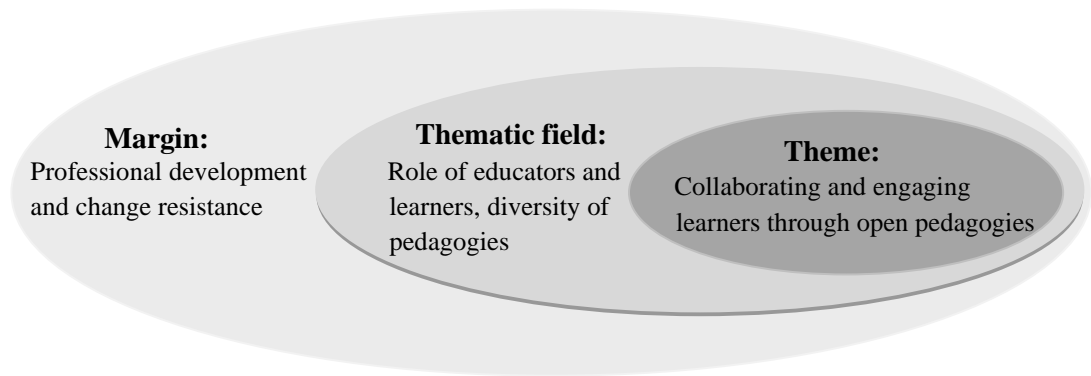 Margin:
Professional development
and change resistance
Thematic field:
Role of educators and
learners, diversity of
pedagogies
Theme:
Collaborating and engaging
learners through open pedagogies